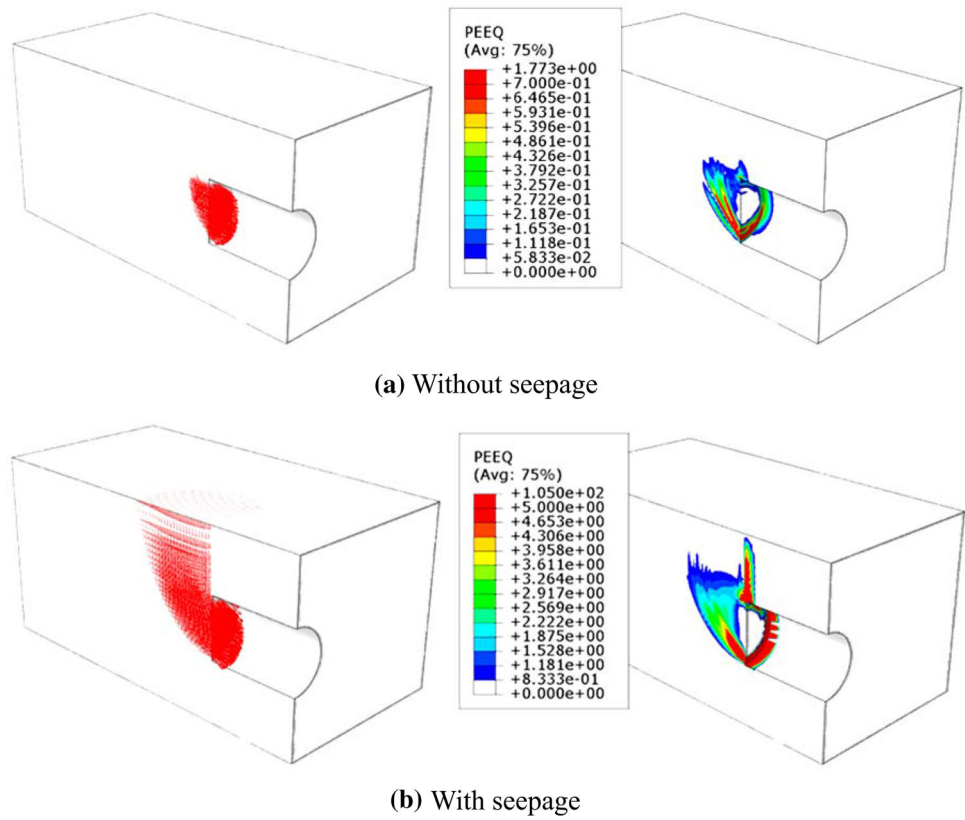 PEEQ
(Avg: 75%)
+1.773e+00
+7.000e-01
+6.465e-01
+5.931e-01
+5.396e-01
+4.861e-01
+4.326e-01
+3.792e-01
+3.257e-01
+2.722e-01
+2.187e-01
+1.653e-01
+1.118e-01
+5.833e-02
+0.000e+00
(a) Without seepage
PEEQ
(Avg: 75%)
+1.050e+02
+5.000e+00
+4.653e+00
+4.306e+00
+3.958e+00
+3.611e+00
+3.264e+00
+2.917e+00
+2.569e+00
+2.222e+00
+1.875e+00
+1.528e+00
+1.181e+00
+8.333e-01
+0.000e+00
(b) With seepage